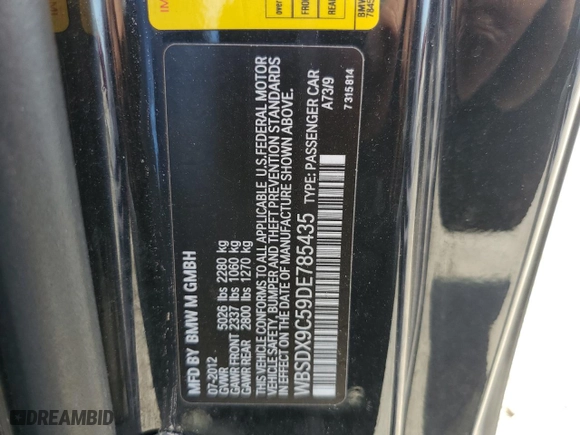 MFD BY BMW M GMBH
07-2012
GVWR 5026 lbs 2280 kg
GAWR FRONT 2337 lbs 1060 kg
GAWR REAR 2800 lbs 1270 kg
THIS VEHICLE CONFORMS TO ALL APPLICABLE U.S.FEDERAL MOTOR
VEHICLE SAFETY, BUMPER AND THEFT PREVENTION STANDARDS
IN EFFECT ON THE DATE OF MANUFACTURE SHOWN ABOVE.
WBSDX9C59DE785435 TYPE: PASSENGER CAR
A73/9
7 315 814
over
FRON
BMW
DREAMBID